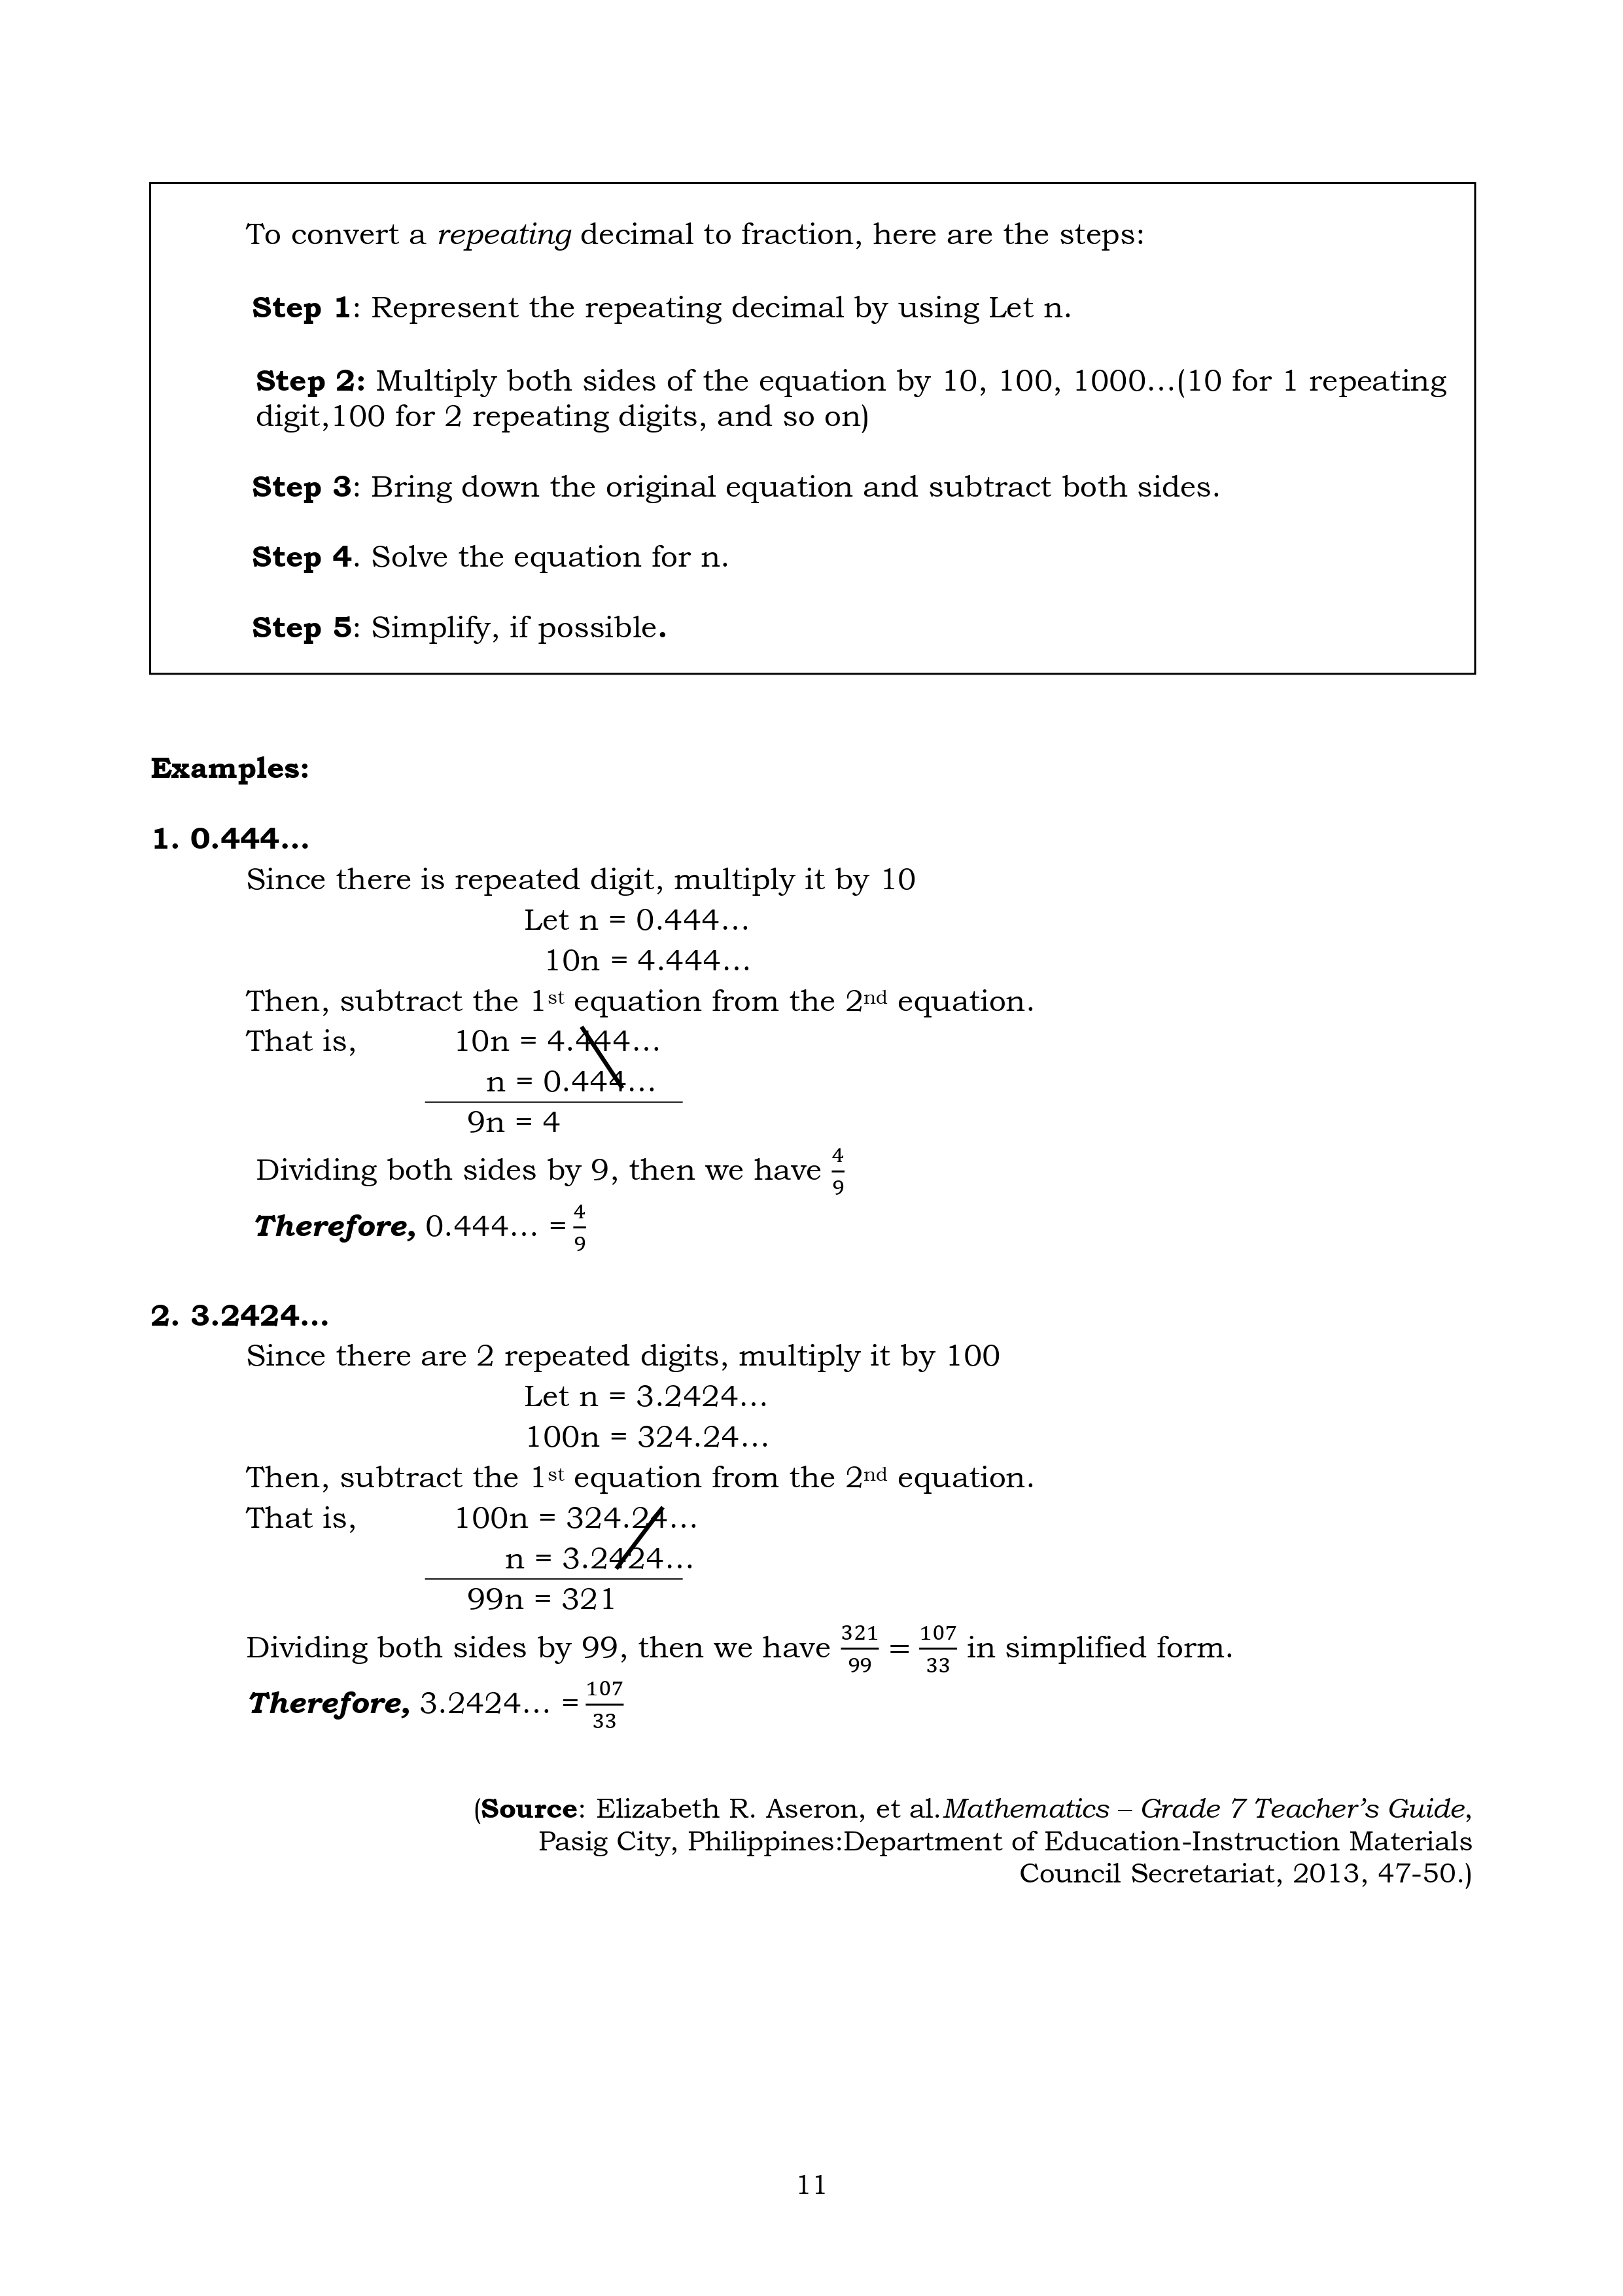 To convert a repeating decimal to fraction, here are the steps:
Step 1: Represent the repeating decimal by using Let n.
Step 2: Multiply both sides of the equation by 10, 100, 1000…(10 for 1 repeating
digit,100 for 2 repeating digits, and so on)
Step 3: Bring down the original equation and subtract both sides.
Step 4. Solve the equation for n.
Step 5: Simplify, if possible.
Examples:
1. 0.444…
Since there is repeated digit, multiply it by 10
Let n = 0.444…
10n = 4.444…
Then, subtract the 1st equation from the 2nd equation.
That is, 10n = 4.444…
n = 0.444…
9n = 4
Dividing both sides by 9, then we have 4/9
Therefore, 0.444… = 4/9
2. 3.2424…
Since there are 2 repeated digits, multiply it by 100
Let n = 3.2424…
100n = 324.24…
Then, subtract the 1st equation from the 2nd equation.
That is, 100n = 324.24…
n = 3.2424…
99n = 321
Dividing both sides by 99, then we have 321/99 = 107/33 in simplified form.
Therefore, 3.2424… = 107/33
(Source: Elizabeth R. Aseron, et al.Mathematics – Grade 7 Teacher’s Guide,
Pasig City, Philippines:Department of Education-Instruction Materials
Council Secretariat, 2013, 47-50.)
11